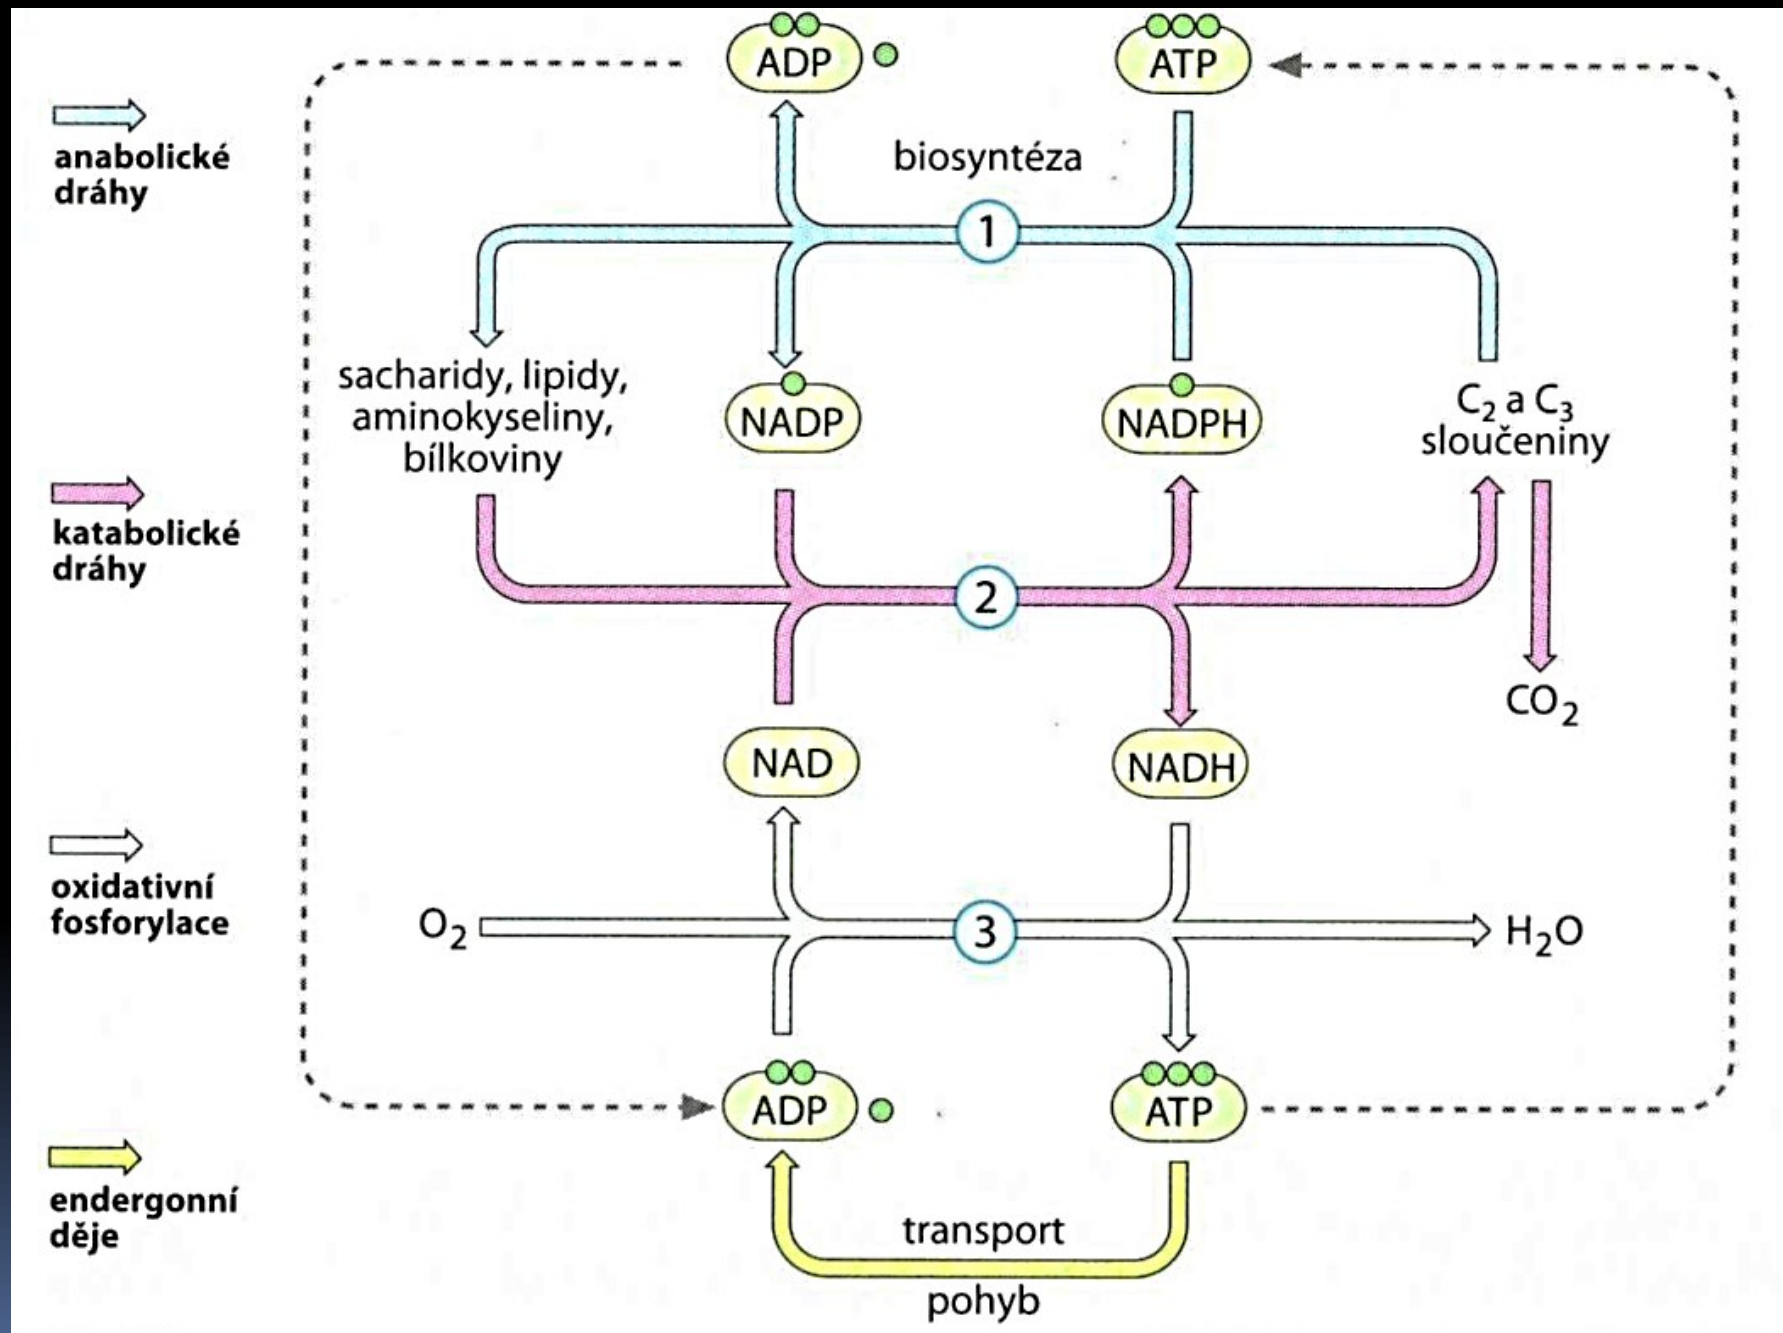 ADP
ATP
anabolické
dráhy
biosyntéza
1
sacharidy, lipidy,
aminokyseliny,
bílkoviny
NADP
NADPH
C₂ a C₃
sloučeniny
katabolické
dráhy
2
CO₂
NAD
NADH
oxidativní
fosforylace
O₂
3
H₂O
ADP
ATP
endergonní
děje
transport
pohyb